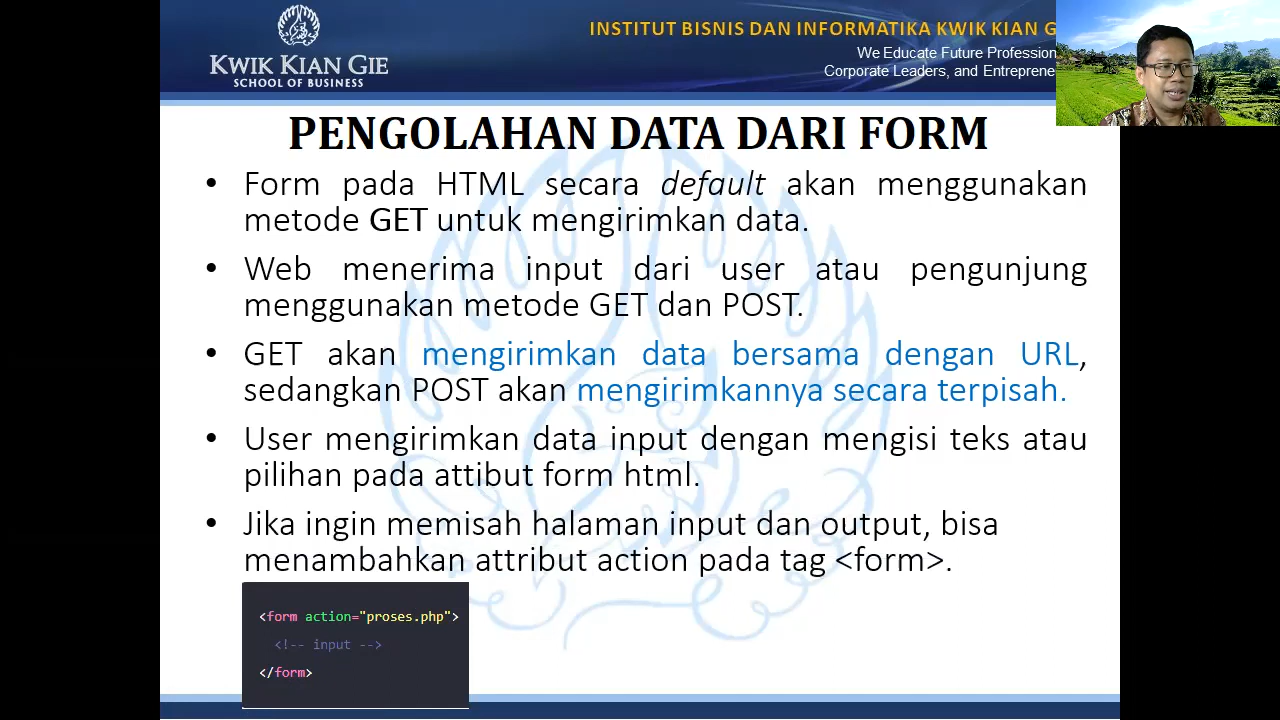 KWIK KIAN GIE
SCHOOL OF BUSINESS
INSTITUT BISNIS DAN INFORMATIKA KWIK KIAN G
We Educate Future Profession
Corporate Leaders, and Entreprene
PENGOLAHAN DATA DARI FORM
• Form pada HTML secara default akan menggunakan
metode GET untuk mengirimkan data.
• Web menerima input dari user atau pengunjung
menggunakan metode GET dan POST.
• GET akan mengirimkan data bersama dengan URL,
sedangkan POST akan mengirimkannya secara terpisah.
• User mengirimkan data input dengan mengisi teks atau
pilihan pada attibut form html.
• Jika ingin memisah halaman input dan output, bisa
menambahkan attribut action pada tag <form>.
<form action="proses.php">
<!-- input -->
</form>